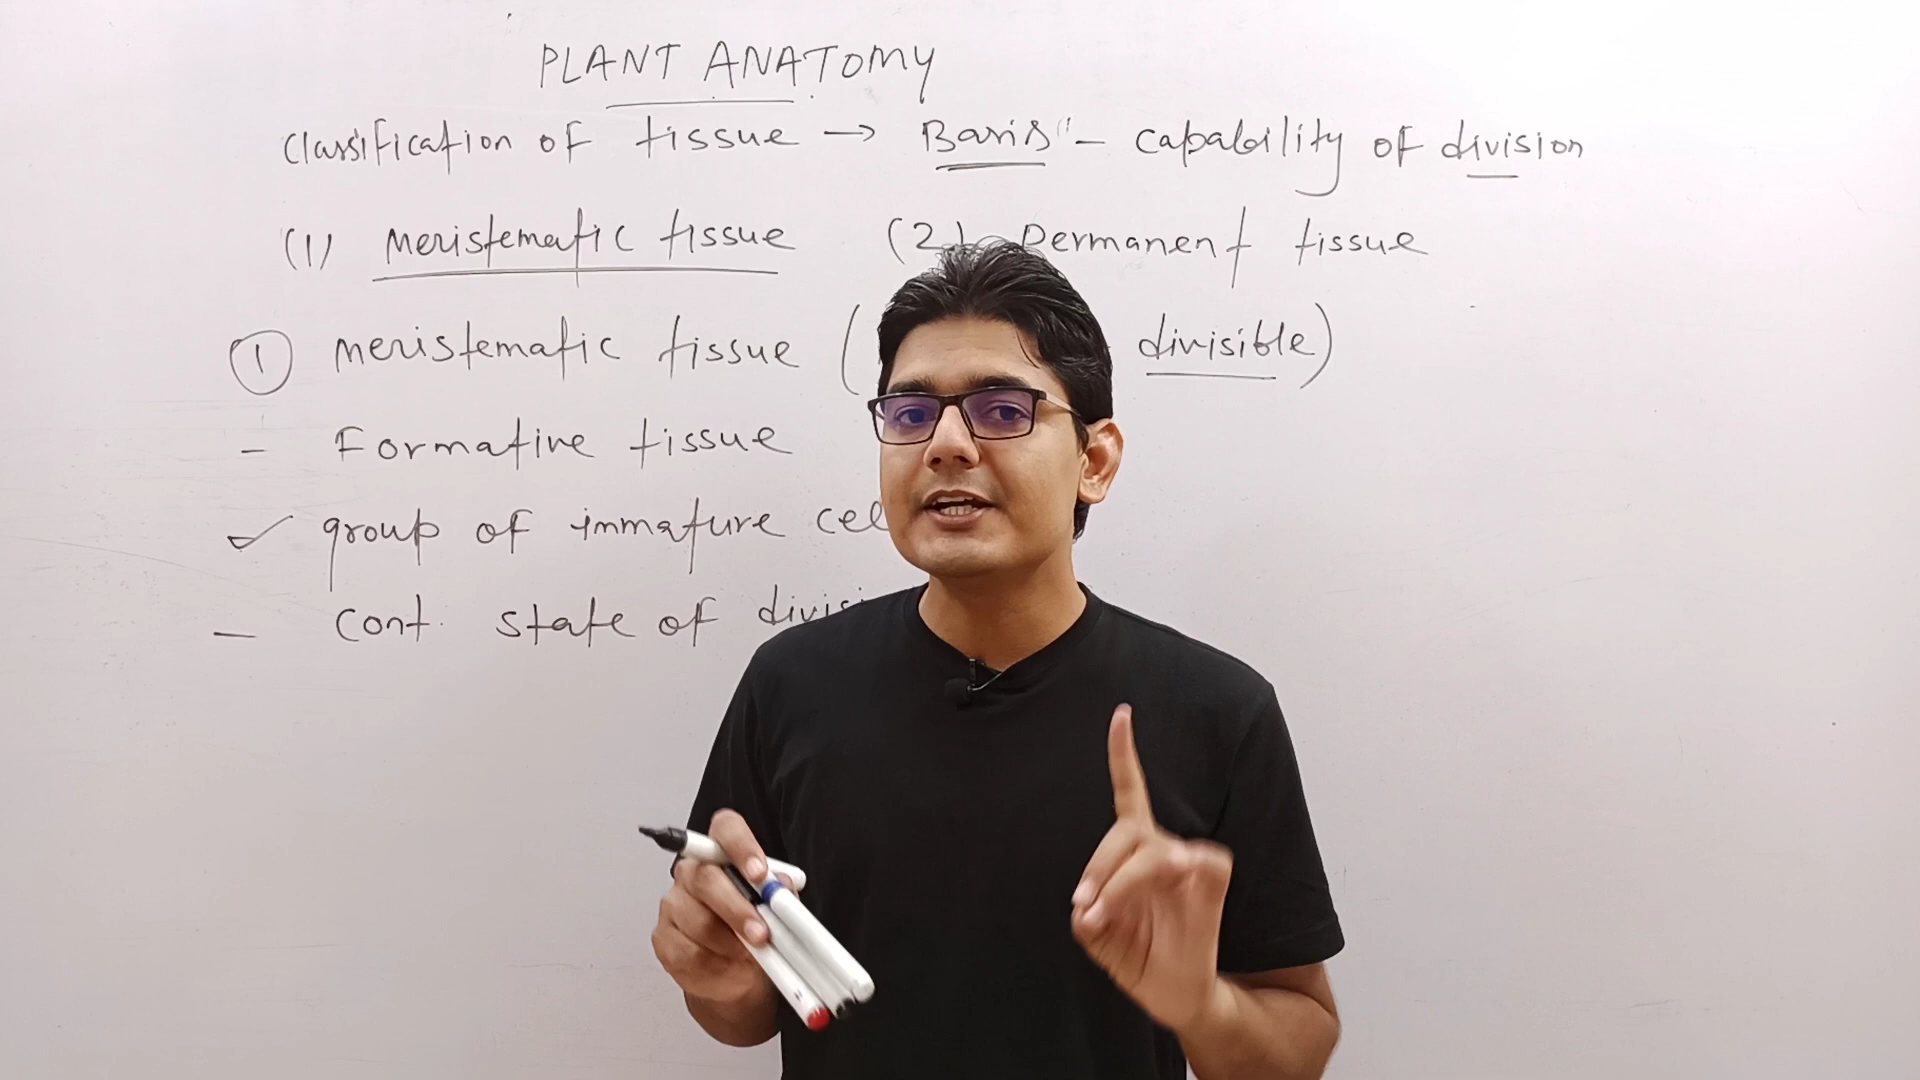 PLANT ANATOMY
Classification of tissue → "Basis" - capability of division
(1) Meristematic tissue (2) Permanent tissue
① Meristematic tissue ( divisible)
- Formative tissue
✓ group of immature cel
- Cont. state of divisi